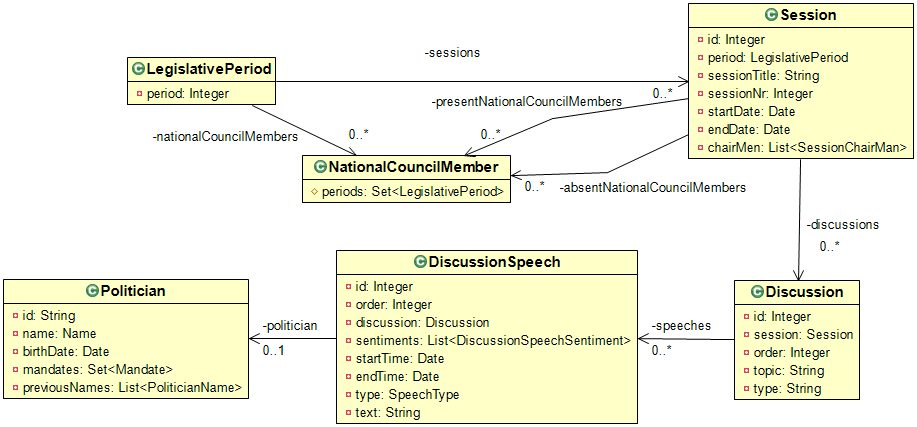 Session
id: Integer
period: LegislativePeriod
sessionTitle: String
sessionNr: Integer
startDate: Date
endDate: Date
chairMen: List<SessionChairMan>
-sessions
0..*
LegislativePeriod
period: Integer
-presentNationalCouncilMembers
0..*
-nationalCouncilMembers
0..*
NationalCouncilMember
periods: Set<LegislativePeriod>
0..*
-absentNationalCouncilMembers
-discussions
0..*
DiscussionSpeech
id: Integer
order: Integer
discussion: Discussion
sentiments: List<DiscussionSpeechSentiment>
startTime: Date
endTime: Date
type: SpeechType
text: String
Politician
id: String
name: Name
birthDate: Date
mandates: Set<Mandate>
previousNames: List<PoliticianName>
-politician
0..1
-speeches
0..*
Discussion
id: Integer
session: Session
order: Integer
topic: String
type: String